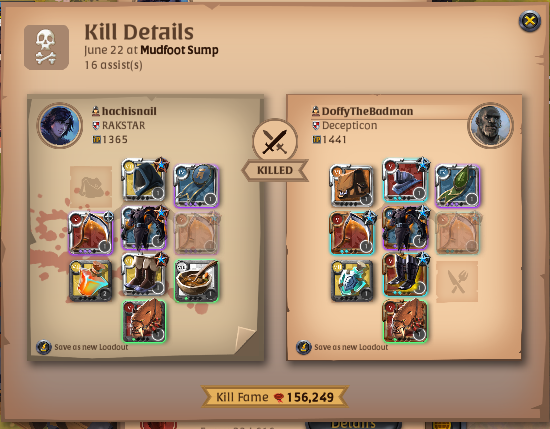 Kill Details
June 22 at Mudfoot Sump
16 assist(s)
hachisnail
RAKSTAR
1365
DoffyTheBadman
Decepticon
1441
KILLED
Save as new Loadout
Save as new Loadout
Kill Fame 156,249
Details